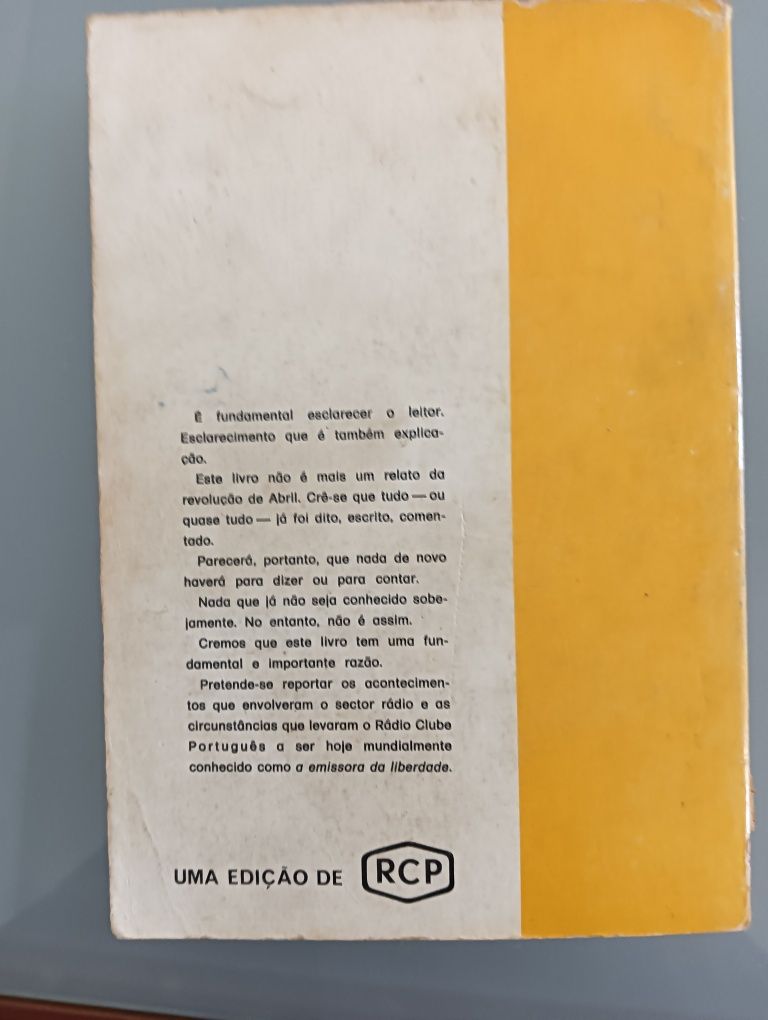 É fundamental esclarecer o leitor.
Esclarecimento que é também explica-
ção.
Este livro não é mais um relato da
revolução de Abril. Crê-se que tudo — ou
quase tudo — já foi dito, escrito, comen-
tado.
Parecerá, portanto, que nada de novo
haverá para dizer ou para contar.
Nada que já não seja conhecido sobe-
jamente. No entanto, não é assim.
Cremos que este livro tem uma fun-
damental e importante razão.
Pretende-se reportar os acontecimen-
tos que envolveram o sector rádio e as
circunstâncias que levaram o Rádio Clube
Português a ser hoje mundialmente
conhecido como a emissora da liberdade.
UMA EDIÇÃO DE RCP